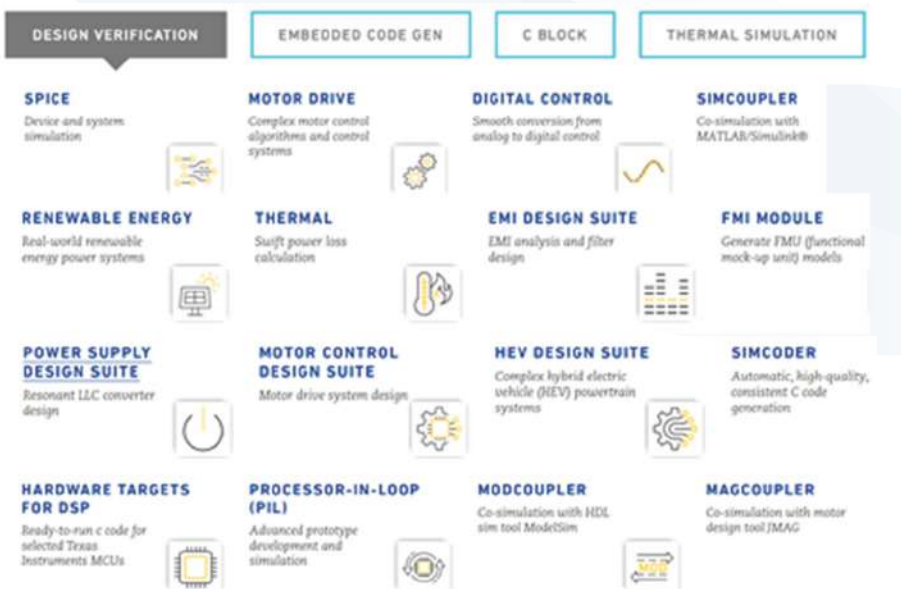 DESIGN VERIFICATION
EMBEDDED CODE GEN
C BLOCK
THERMAL SIMULATION
SPICE
Device and system
simulation
MOTOR DRIVE
Complex motor control
algorithms and control
systems
DIGITAL CONTROL
Smooth conversion from
analog to digital control
SIMCOUPLER
Co-simulation with
MATLAB/Simulink®
RENEWABLE ENERGY
Real-world renewable
energy power systems
THERMAL
Swift power loss
calculation
EMI DESIGN SUITE
EMI analysis and filter
design
FMI MODULE
Generate FMU (functional
mock-up unit) models
POWER SUPPLY
DESIGN SUITE
Resonant LLC converter
design
MOTOR CONTROL
DESIGN SUITE
Motor drive system design
HEV DESIGN SUITE
Complex hybrid electric
vehicle (HEV) powertrain
systems
SIMCODER
Automatic, high-quality,
consistent C code
generation
HARDWARE TARGETS
FOR DSP
Ready-to-run c code for
selected Texas
Instruments MCUs
PROCESSOR-IN-LOOP
(PIL)
Advanced prototype
development and
simulation
MODCOUPLER
Co-simulation with HDL
sim tool ModelSim
MOD
MAGCOUPLER
Co-simulation with motor
design tool JMAG